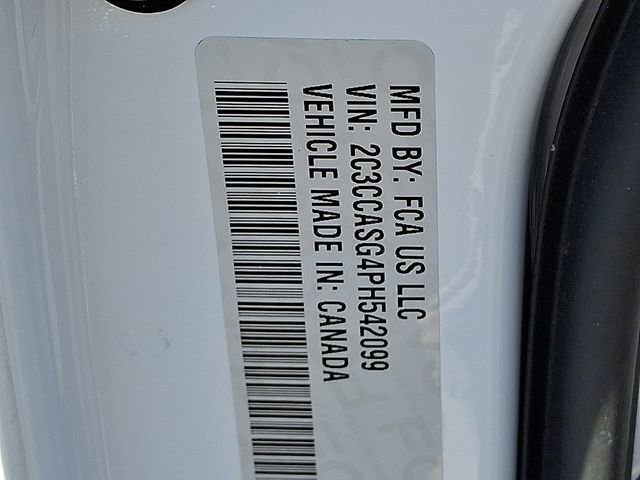 MFD BY: FCA US LLC
VIN: 2C3CCASG4PH542099
VEHICLE MADE IN: CANADA